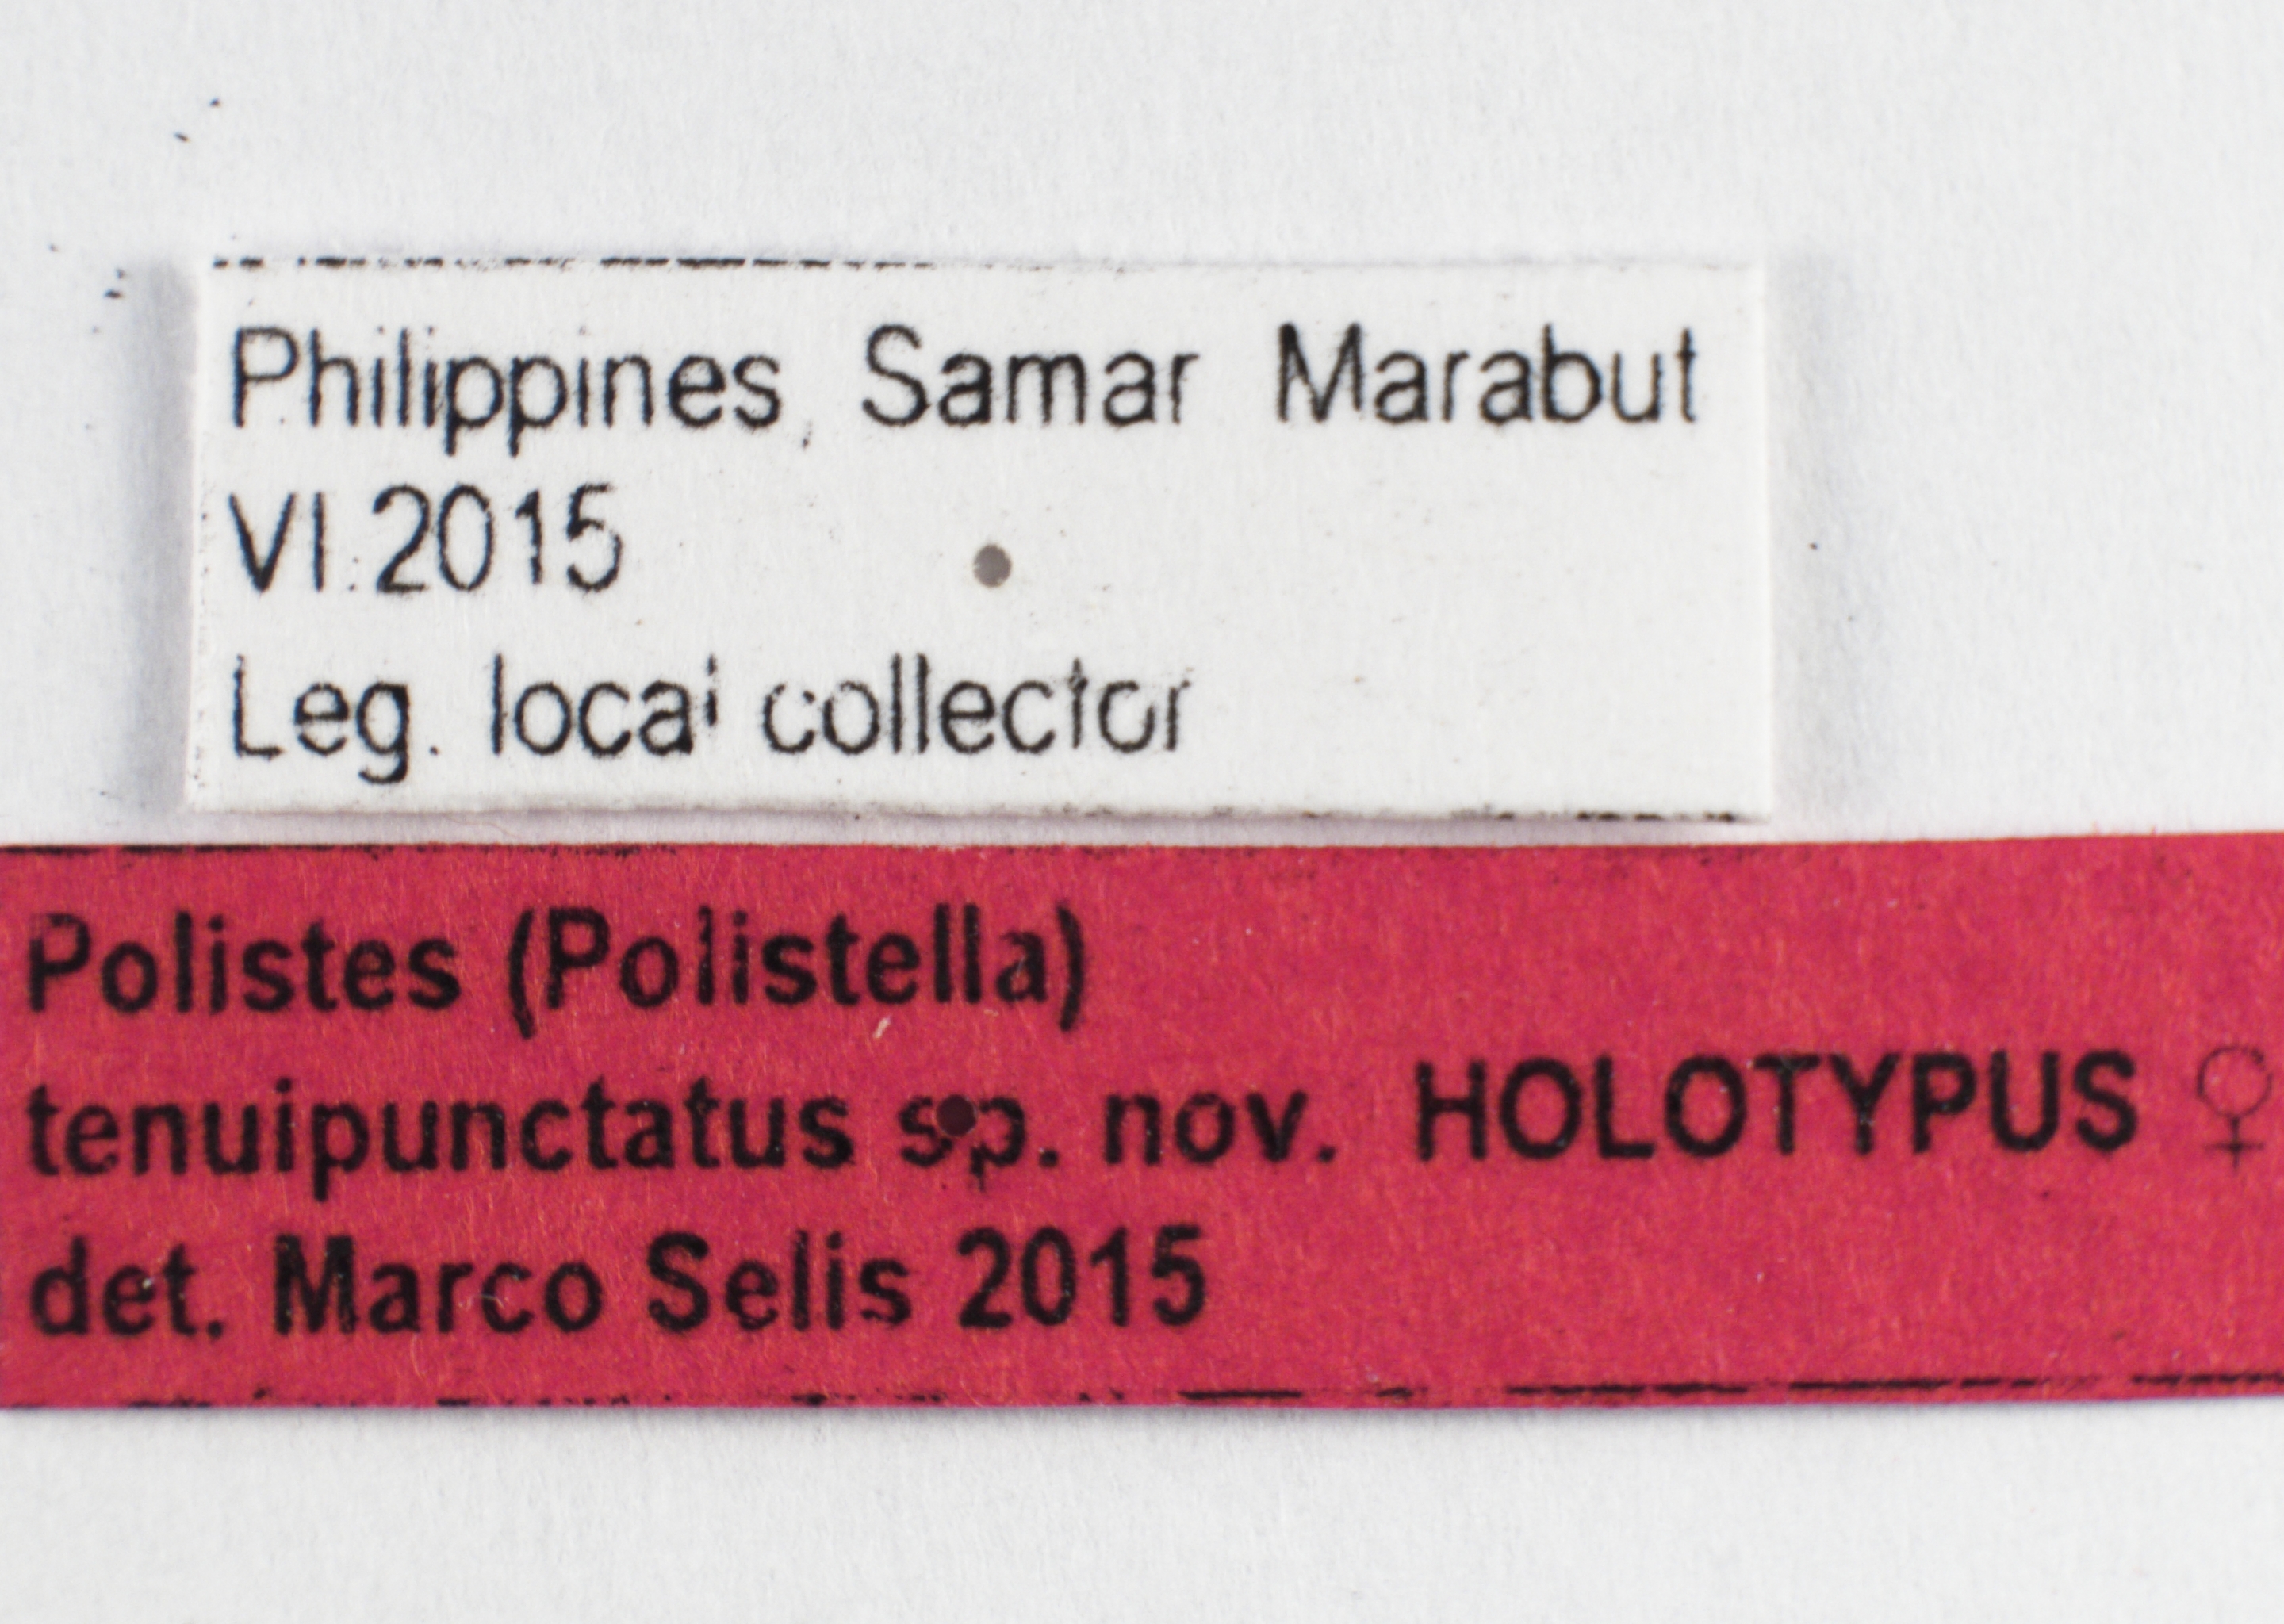 Philippines, Samar Marabut
VI.2015
Leg. local collector
Polistes (Polistella)
tenuipunctatus sp. nov. HOLOTYPUS ♀
det. Marco Selis 2015